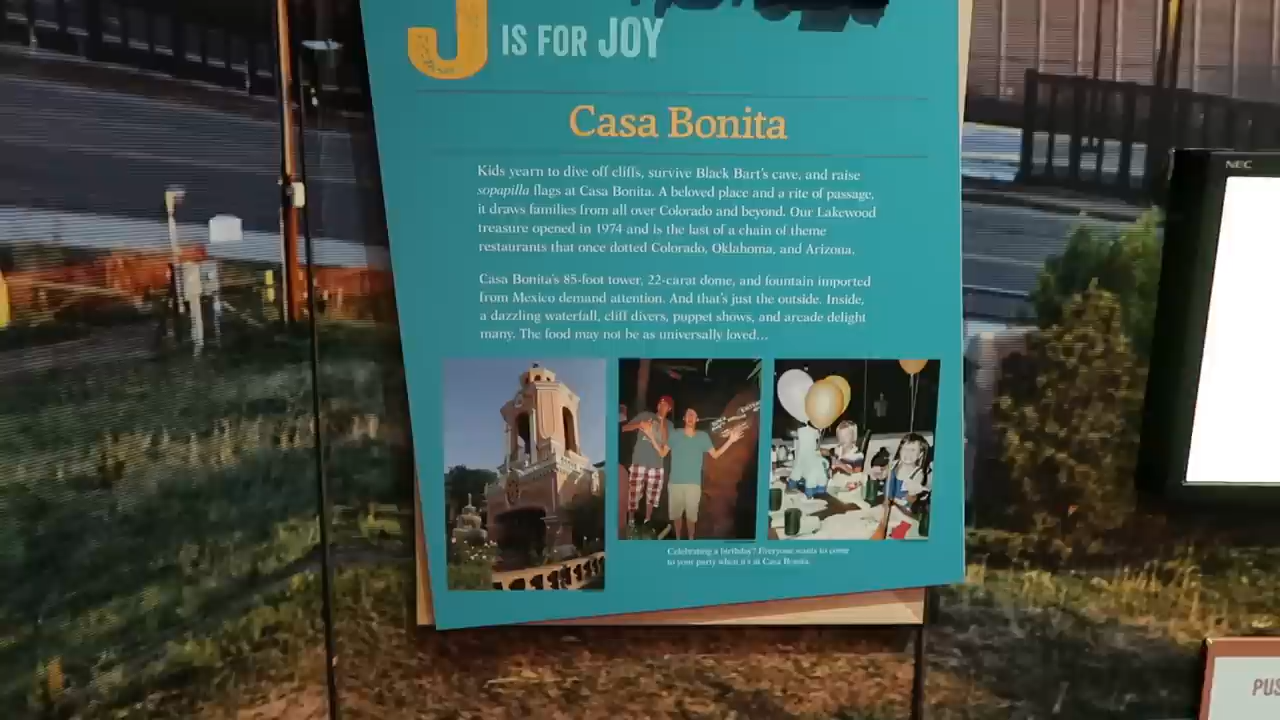 J IS FOR JOY
NEC
Casa Bonita
Kids yearn to dive off cliffs, survive Black Bart's cave, and raise
sopapilla flags at Casa Bonita. A beloved place and a rite of passage,
it draws families from all over Colorado and beyond. Our Lakewood
treasure opened in 1974 and is the last of a chain of theme
restaurants that once dotted Colorado, Oklahoma, and Arizona.
Casa Bonita's 85-foot tower, 22-carat dome, and fountain imported
from Mexico demand attention. And that's just the outside. Inside,
a dazzling waterfall, cliff divers, puppet shows, and arcade delight
many. The food may not be as universally loved...
Celebrating a birthday? Everyone wants to come
to your party when it's at Casa Bonita.
PUS